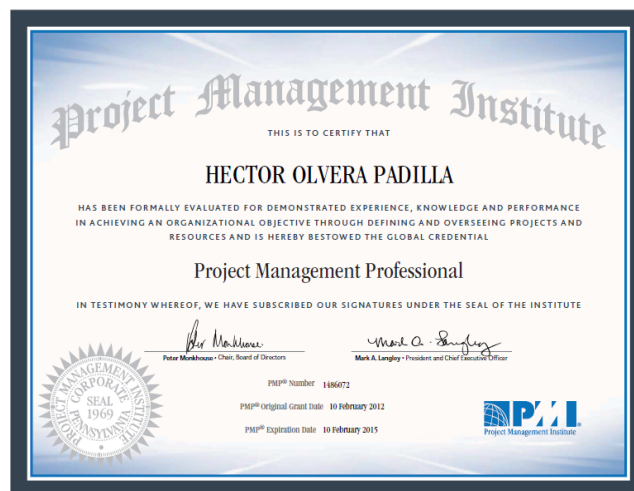 Project Management Institute
THIS IS TO CERTIFY THAT
HECTOR OLVERA PADILLA
HAS BEEN FORMALLY EVALUATED FOR DEMONSTRATED EXPERIENCE, KNOWLEDGE AND PERFORMANCE
IN ACHIEVING AN ORGANIZATIONAL OBJECTIVE THROUGH DEFINING AND OVERSEEING PROJECTS AND
RESOURCES AND IS HEREBY BESTOWED THE GLOBAL CREDENTIAL
Project Management Professional
IN TESTIMONY WHEREOF, WE HAVE SUBSCRIBED OUR SIGNATURES UNDER THE SEAL OF THE INSTITUTE
Peter Monkhouse
Mark A. Langley
Peter Monkhouse • Chair, Board of Directors
Mark A. Langley • President and Chief Executive Officer
PMP® Number 1486072
PMP® Original Grant Date 10 February 2012
PMP® Expiration Date 10 February 2015
PROJECT MANAGEMENT INSTITUTE
CORPORATE
SEAL
1969
PENNSYLVANIA
PMI®
Project Management Institute